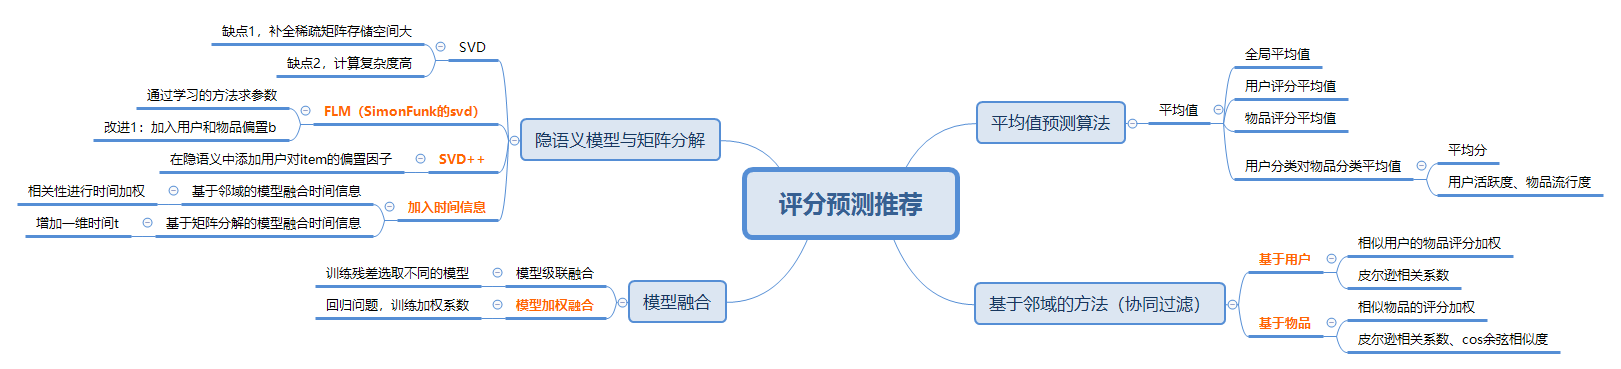 评分预测推荐
平均值预测算法
平均值
全局平均值
用户评分平均值
物品评分平均值
用户分类对物品分类平均值
平均分
用户活跃度、物品流行度
基于邻域的方法（协同过滤）
基于用户
相似用户的物品评分加权
皮尔逊相关系数
基于物品
相似物品的评分加权
皮尔逊相关系数、cos余弦相似度
隐语义模型与矩阵分解
SVD
缺点1，补全稀疏矩阵存储空间大
缺点2，计算复杂度高
FLM（SimonFunk的svd）
通过学习的方法求参数
改进1：加入用户和物品偏置b
SVD++
在隐语义中添加用户对item的偏置因子
加入时间信息
基于邻域的模型融合时间信息
相关性进行时间加权
基于矩阵分解的模型融合时间信息
增加一维时间t
模型融合
模型级联融合
训练残差选取不同的模型
模型加权融合
回归问题，训练加权系数